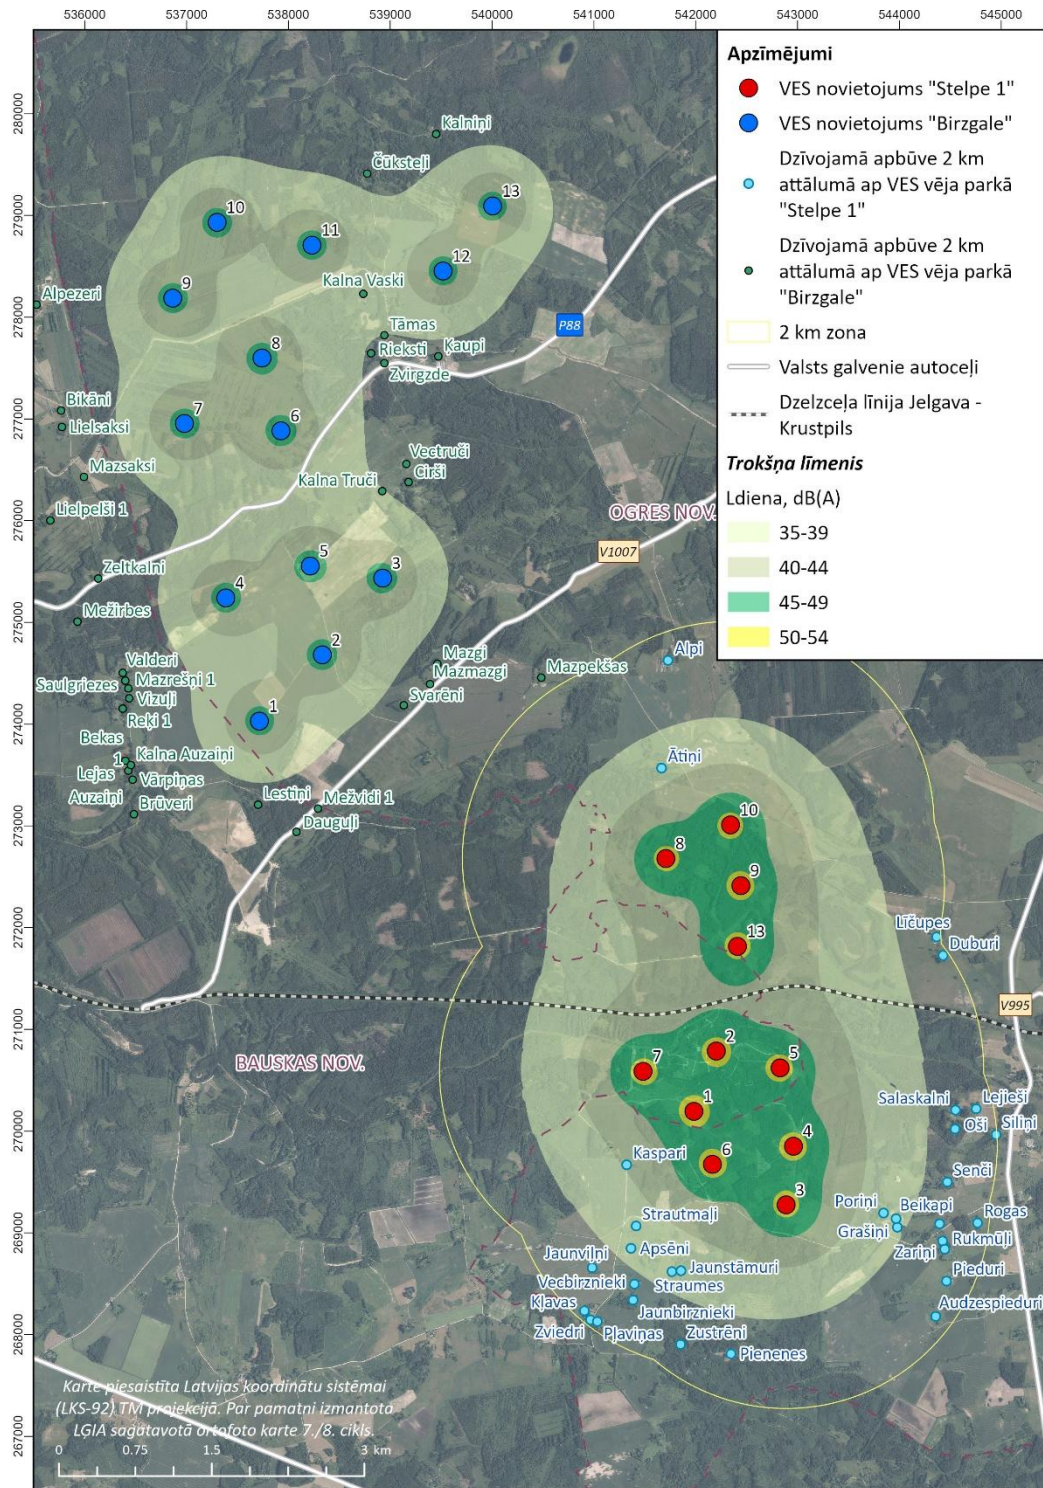 536000 537000 538000 539000 540000 541000 542000 543000 544000 545000
280000
279000
278000
277000
276000
275000
274000
273000
272000
271000
270000
269000
268000
267000
Apzīmējumi
VES novietojums "Stelpe 1"
VES novietojums "Birzgale"
Dzīvojamā apbūve 2 km
attālumā ap VES vēja parkā
"Stelpe 1"
Dzīvojamā apbūve 2 km
attālumā ap VES vēja parkā
"Birzgale"
2 km zona
Valsts galvenie autoceļi
Dzelzceļa līnija Jelgava -
Krustpils
Trokšņa līmenis
Ldiena, dB(A)
35-39
40-44
45-49
50-54
Kalniņi
Čūksteļi
13
10
11
12
9
Kalna Vaski
Alpezeri
Tāmas
P88
Rieksti
Ķaupi
Zvirgzde
8
Bikāni
Lielsaksi
7
6
Vectruči
Cirši
Mazsaksi
Kalna Truči
Lielpelši 1
OGRES NOV.
V1007
5
3
4
Zeltkalni
Mežirbes
2
Mazgi
Mazmazgi
Mazpekšas
Alpi
Valderi
Mazrešņi 1
Saulgriezes
Vizuļi
Svarēni
Reķi 1
1
Bekas
1
Kalna Auzaiņi
Lejas
Auzaiņi
Vārpiņas
Brūveri
Lestiņi
Mežvidi 1
Dauguļi
Ātiņi
10
8
9
13
Līčupes
Duburi
V995
BAUSKAS NOV.
2
7
5
1
4
6
3
Salaskalni
Lejieši
Oši
Siliņi
Kaspari
Senči
Strautmaļi
Poriņi
Beikapi
Rogas
Grašiņi
Rukmūļi
Zariņi
Apsēni
Jaunviļņi
Jaunstāmuri
Pieduri
Vecbirznieki
Straumes
Kļavas
Jaunbirznieki
Audzespieduri
Zviedri
Pļaviņas
Zustrēni
Pienenes
Karte piesaistīta Latvijas koordinātu sistēmai
(LKS-92) TM projekcijā. Par pamatni izmantota
LĢIA sagatavotā ortofoto karte 7./8. cikls.
0 0.75 1.5 3 km